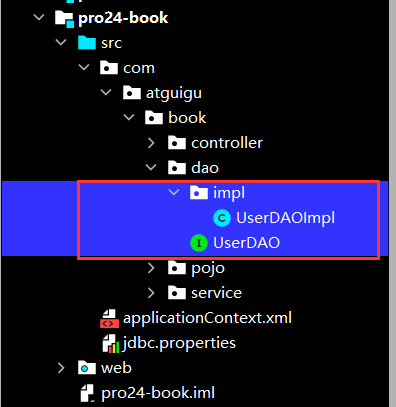 pro24-book
src
com
atguigu
book
controller
dao
impl
C UserDAOImpl
I UserDAO
pojo
service
applicationContext.xml
jdbc.properties
web
pro24-book.iml